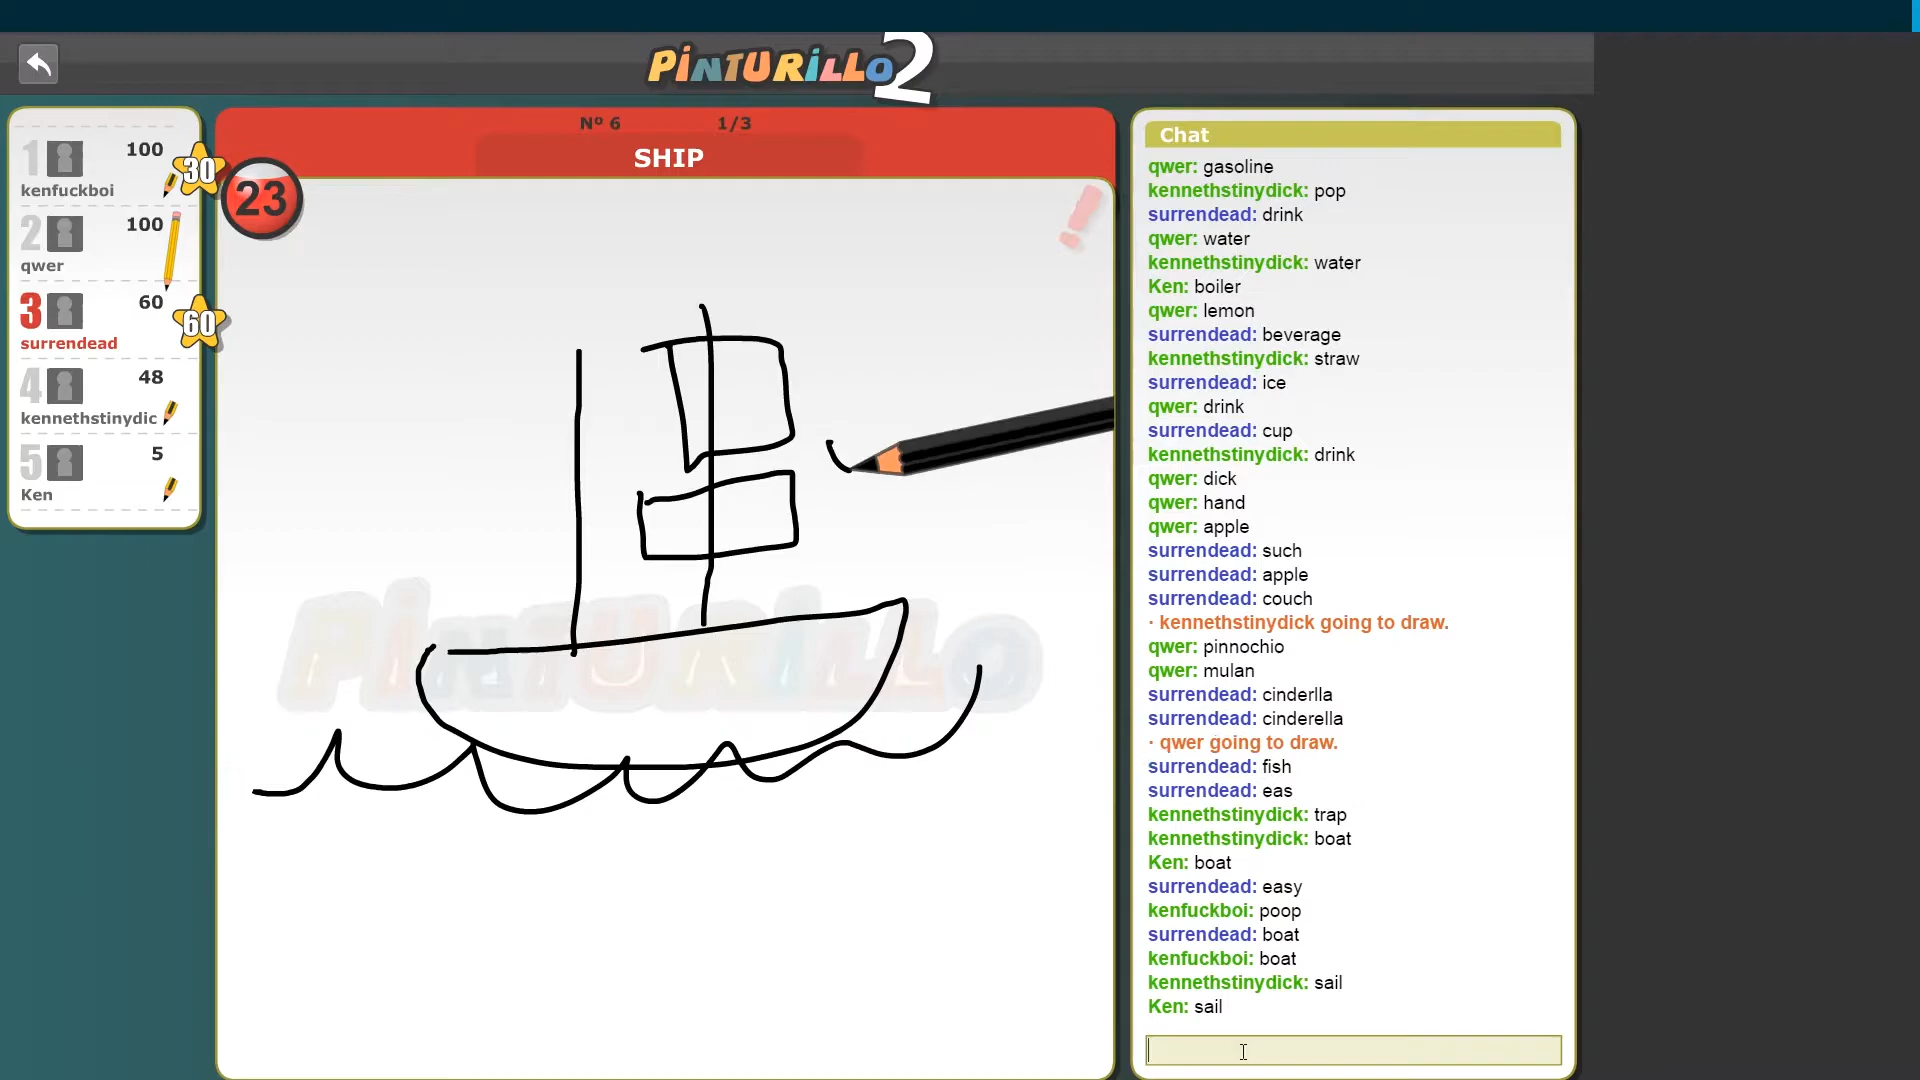 PINTURILLO 2
Nº 6 1/3
SHIP
23
1 100
30
kenfuckboi
2 100
qwer
3 60
60
surrendead
4 48
kennethstinydic
5 5
Ken
PINTURILLO
Chat
qwer: gasoline
kennethstinydick: pop
surrendead: drink
qwer: water
kennethstinydick: water
Ken: boiler
qwer: lemon
surrendead: beverage
kennethstinydick: straw
surrendead: ice
qwer: drink
surrendead: cup
kennethstinydick: drink
qwer: dick
qwer: hand
qwer: apple
surrendead: such
surrendead: apple
surrendead: couch
· kennethstinydick going to draw.
qwer: pinnochio
qwer: mulan
surrendead: cinderlla
surrendead: cinderella
· qwer going to draw.
surrendead: fish
surrendead: eas
kennethstinydick: trap
kennethstinydick: boat
Ken: boat
surrendead: easy
kenfuckboi: poop
surrendead: boat
kenfuckboi: boat
kennethstinydick: sail
Ken: sail